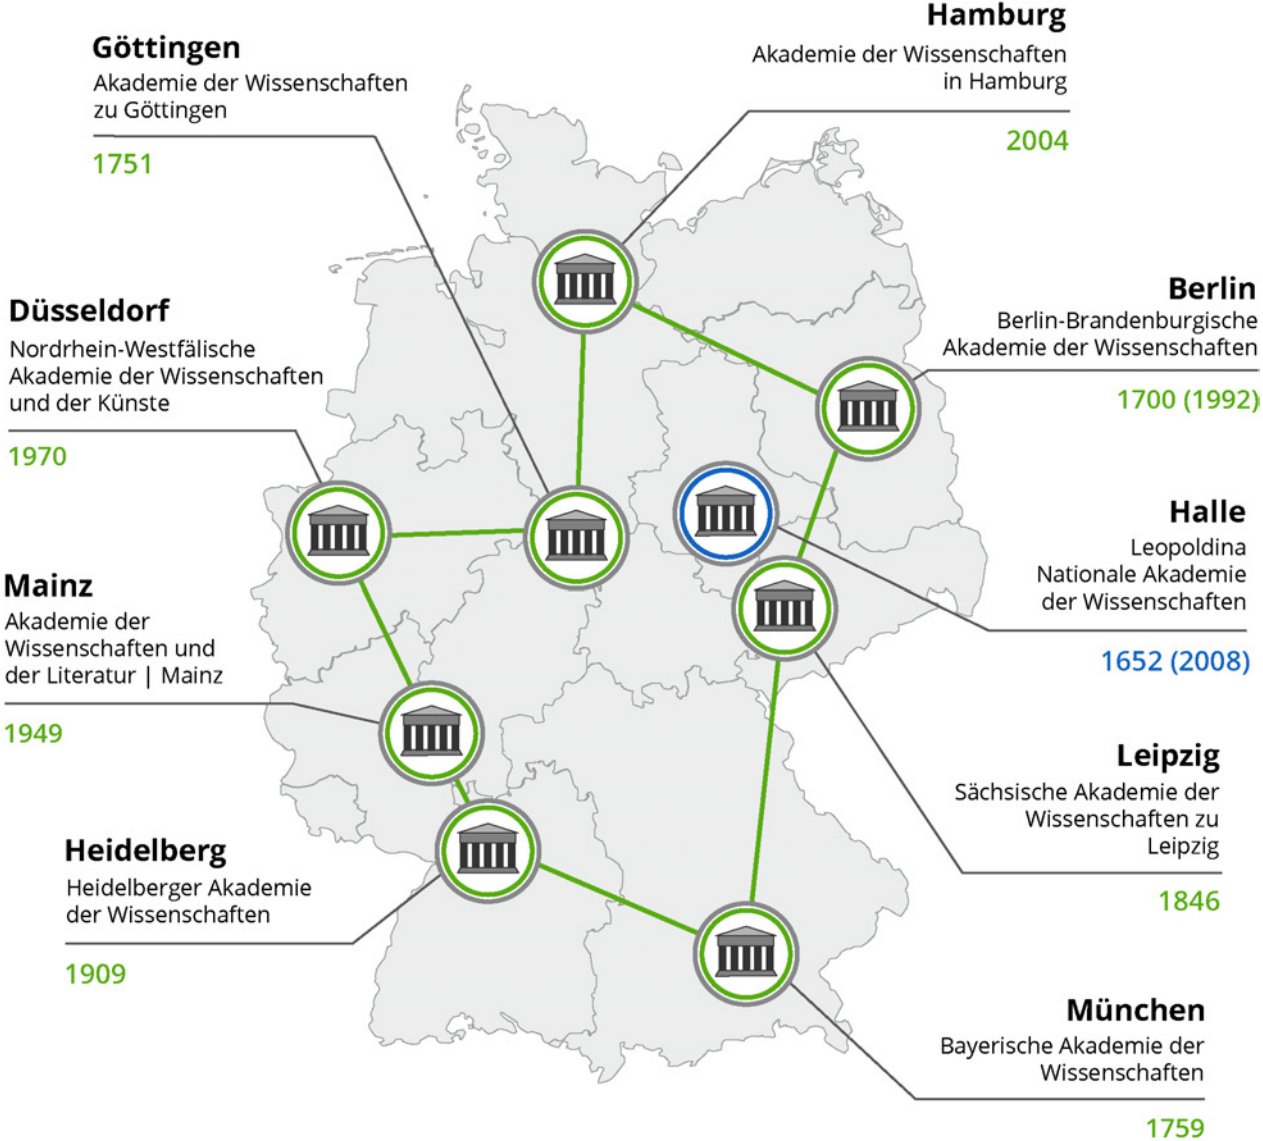 Göttingen
Akademie der Wissenschaften
zu Göttingen
1751
Hamburg
Akademie der Wissenschaften
in Hamburg
2004
Düsseldorf
Nordrhein-Westfälische
Akademie der Wissenschaften
und der Künste
1970
Berlin
Berlin-Brandenburgische
Akademie der Wissenschaften
1700 (1992)
Halle
Leopoldina
Nationale Akademie
der Wissenschaften
1652 (2008)
Mainz
Akademie der
Wissenschaften und
der Literatur | Mainz
1949
Leipzig
Sächsische Akademie der
Wissenschaften zu
Leipzig
1846
Heidelberg
Heidelberger Akademie
der Wissenschaften
1909
München
Bayerische Akademie der
Wissenschaften
1759